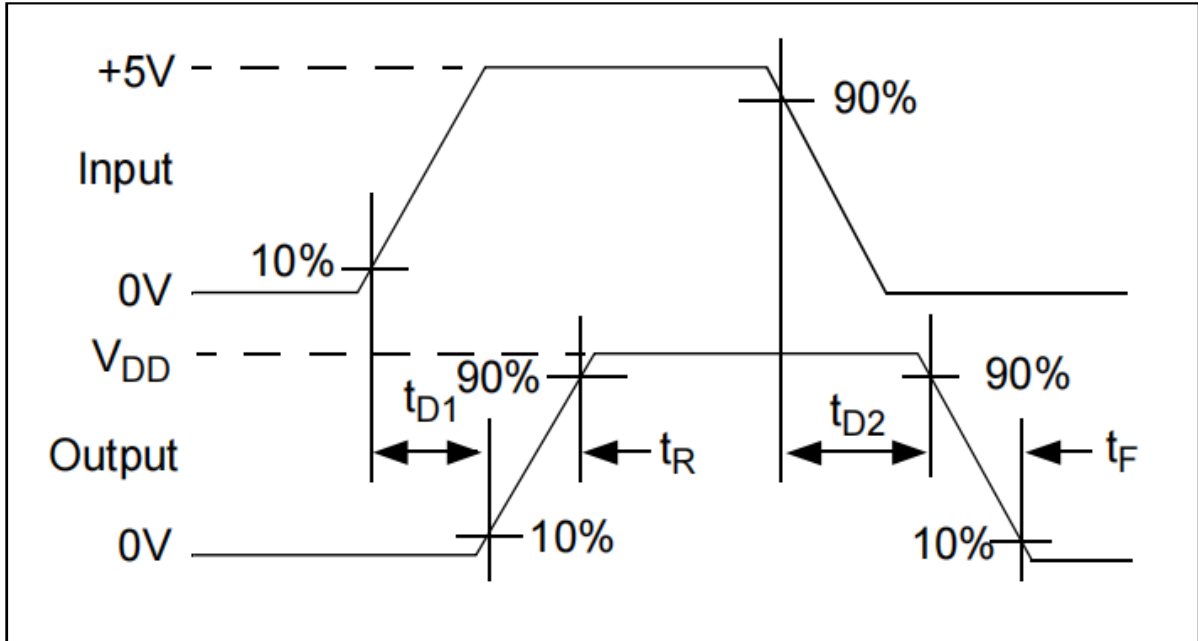 +5V
90%
Input
10%
0V
VDD
90%
90%
tD1
tD2
Output
tR
tF
0V
10%
10%